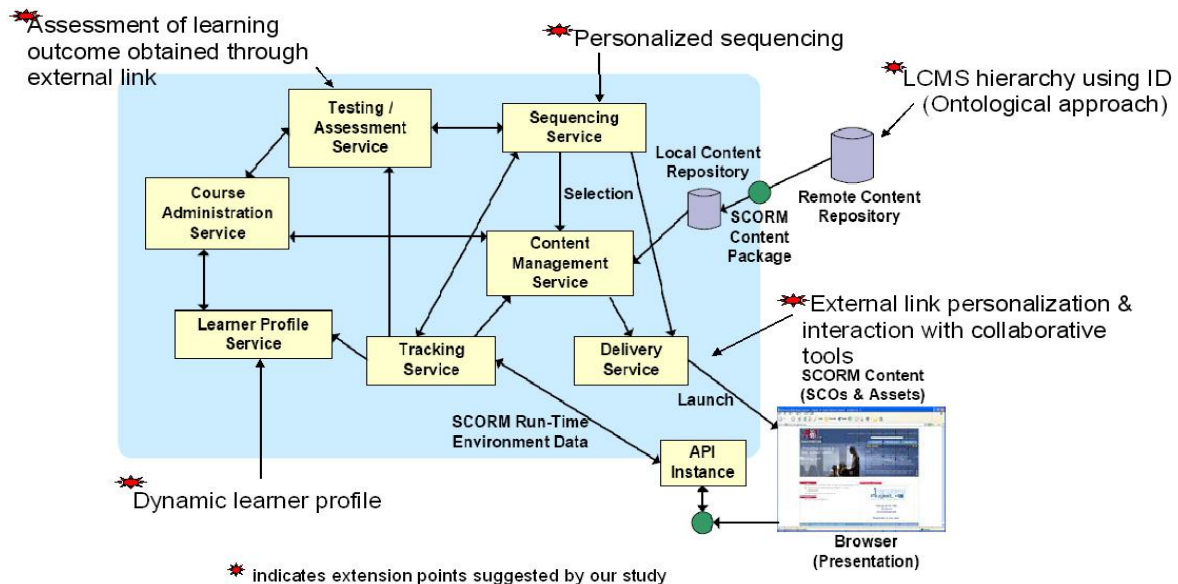 Assessment of learning
outcome obtained through
external link
Personalized sequencing
LCMS hierarchy using ID
(Ontological approach)
Testing /
Assessment
Service
Sequencing
Service
Local Content
Repository
Remote Content
Repository
Selection
SCORM
Content
Package
Course
Administration
Service
Content
Management
Service
External link personalization &
interaction with collaborative
tools
Learner Profile
Service
Tracking
Service
Delivery
Service
SCORM Content
(SCOs & Assets)
Launch
SCORM Run-Time
Environment Data
API
Instance
Dynamic learner profile
Browser
(Presentation)
indicates extension points suggested by our study